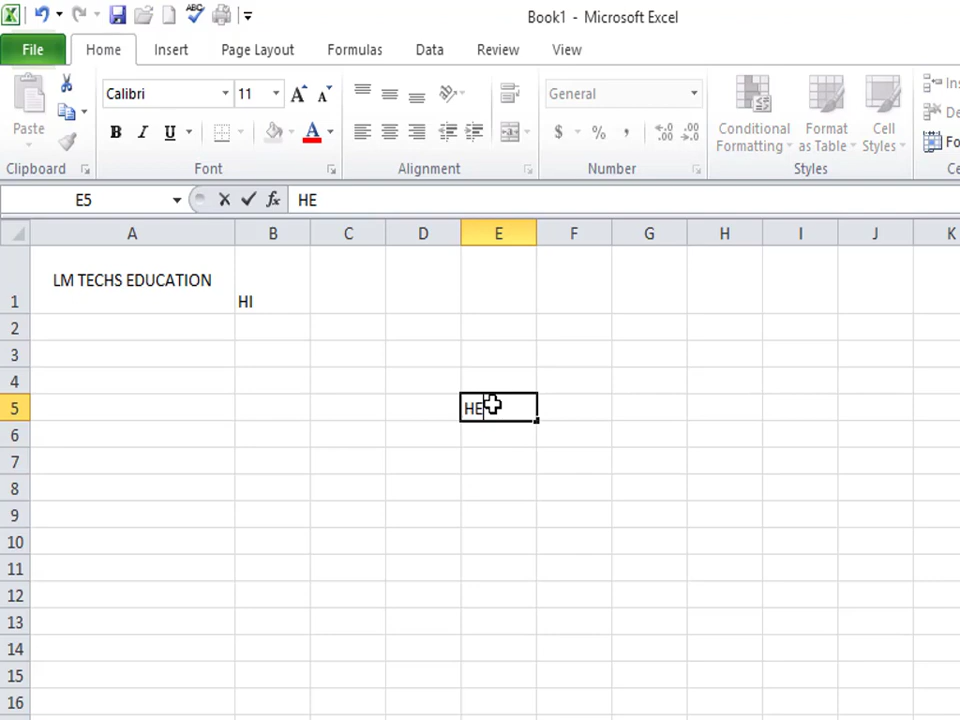 Book1 - Microsoft Excel
File Home Insert Page Layout Formulas Data Review View
Calibri 11 A A General
Paste B I U A $ % , .00 .00 Conditional Formatting Format as Table Cell Styles
Clipboard Font Alignment Number Styles
E5 fx HE
A B C D E F G H I J K
LM TECHS EDUCATION
1 HI
2
3
4
5 HE
6
7
8
9
10
11
12
13
14
15
16